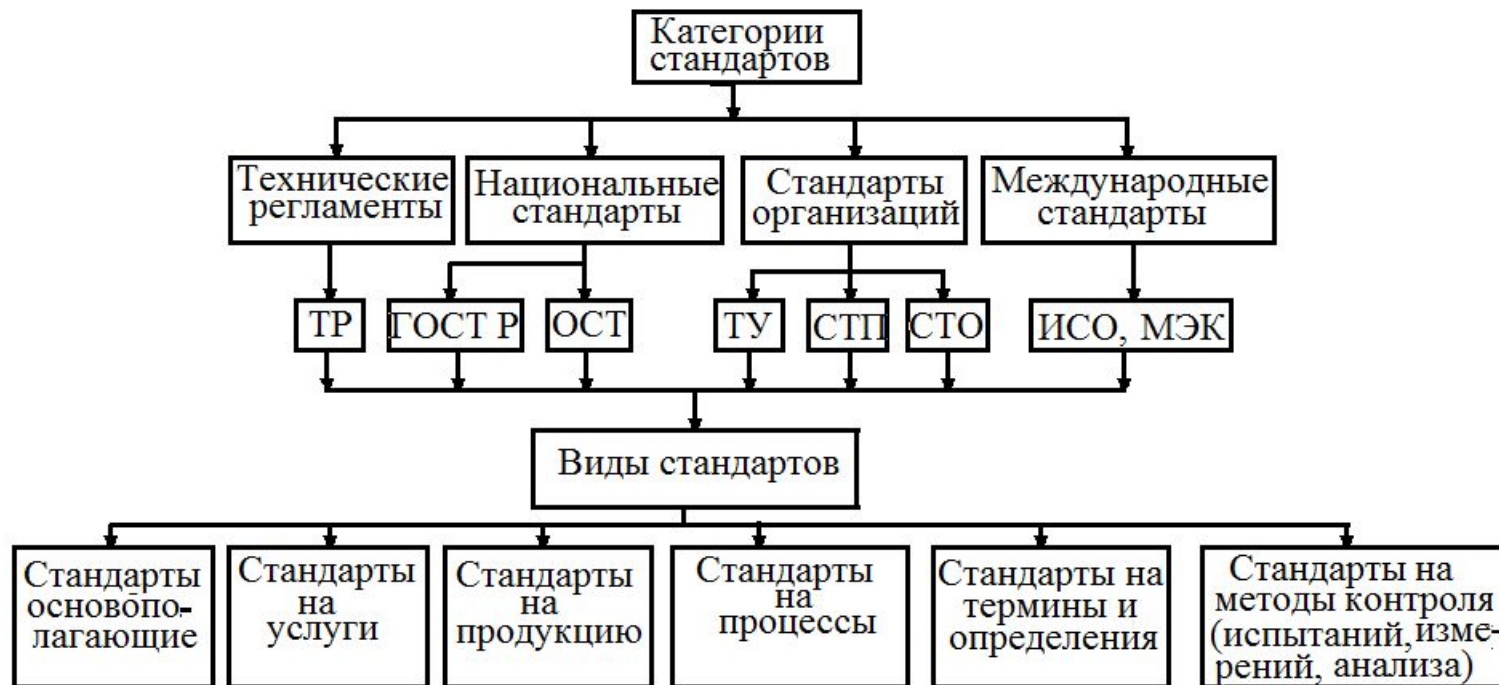 Категории
стандартов
Технические
регламенты
Национальные
стандарты
Стандарты
организаций
Международные
стандарты
ТР
ГОСТ Р
ОСТ
ТУ
СТП
СТО
ИСО, МЭК
Виды стандартов
Стандарты
основопо-
лагающие
Стандарты
на
услуги
Стандарты
на
продукцию
Стандарты
на
процессы
Стандарты на
термины и
определения
Стандарты на
методы контроля
(испытаний, изме-
рений, анализа)